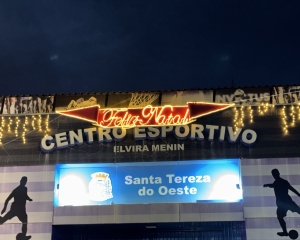 Feliz Natal
CENTRO ESPORTIVO
ELVIRA MENIN
Santa Tereza
do Oeste